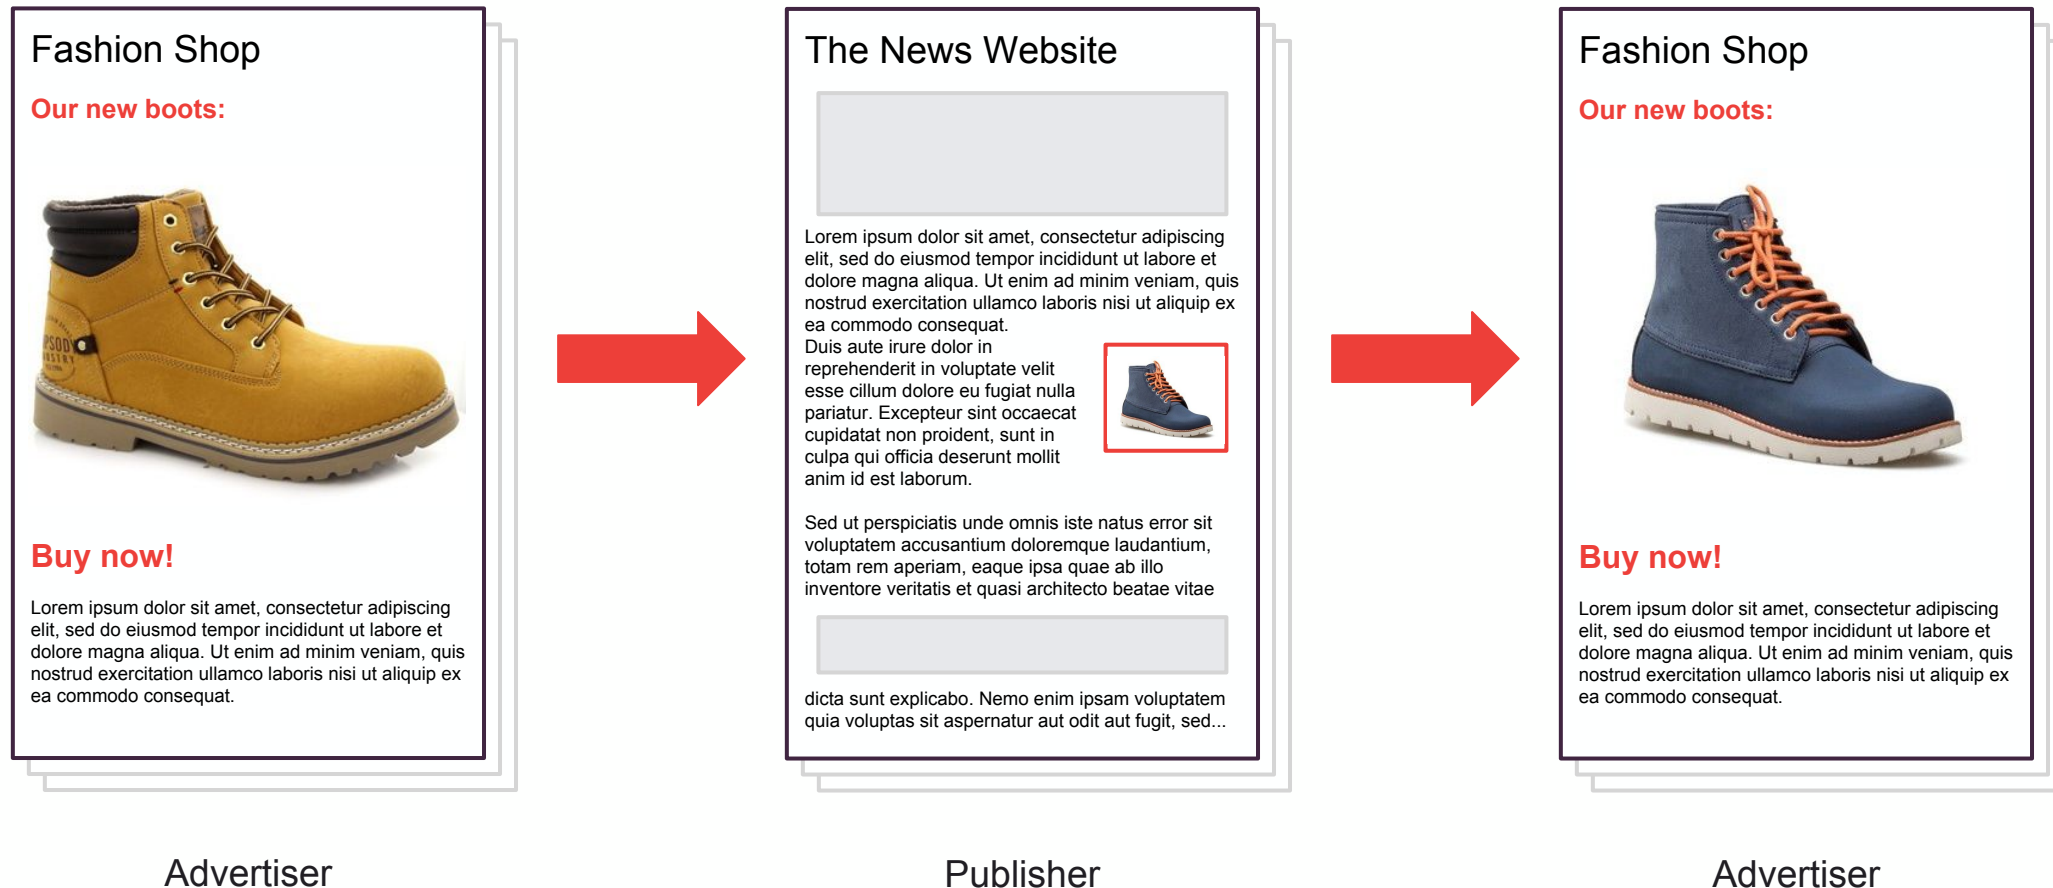 Fashion Shop
Our new boots:
Buy now!
Lorem ipsum dolor sit amet, consectetur adipiscing
elit, sed do eiusmod tempor incididunt ut labore et
dolore magna aliqua. Ut enim ad minim veniam, quis
nostrud exercitation ullamco laboris nisi ut aliquip ex
ea commodo consequat.
Advertiser
The News Website
Lorem ipsum dolor sit amet, consectetur adipiscing
elit, sed do eiusmod tempor incididunt ut labore et
dolore magna aliqua. Ut enim ad minim veniam, quis
nostrud exercitation ullamco laboris nisi ut aliquip ex
ea commodo consequat.
Duis aute irure dolor in
reprehenderit in voluptate velit
esse cillum dolore eu fugiat nulla
pariatur. Excepteur sint occaecat
cupidatat non proident, sunt in
culpa qui officia deserunt mollit
anim id est laborum.
Sed ut perspiciatis unde omnis iste natus error sit
voluptatem accusantium doloremque laudantium,
totam rem aperiam, eaque ipsa quae ab illo
inventore veritatis et quasi architecto beatae vitae
dicta sunt explicabo. Nemo enim ipsam voluptatem
quia voluptas sit aspernatur aut odit aut fugit, sed...
Publisher
Fashion Shop
Our new boots:
Buy now!
Lorem ipsum dolor sit amet, consectetur adipiscing
elit, sed do eiusmod tempor incididunt ut labore et
dolore magna aliqua. Ut enim ad minim veniam, quis
nostrud exercitation ullamco laboris nisi ut aliquip ex
ea commodo consequat.
Advertiser